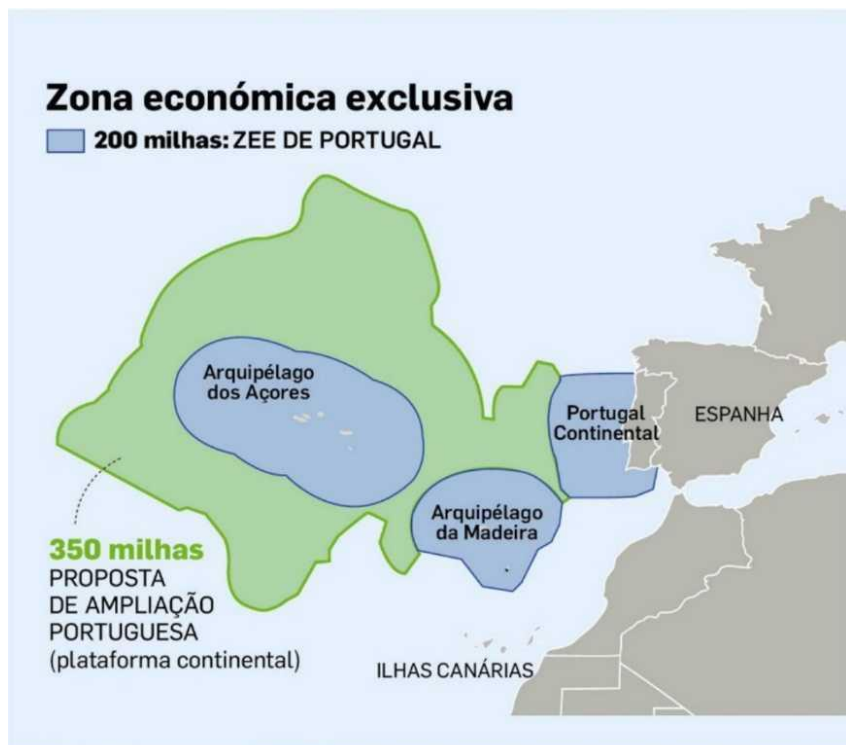 Zona económica exclusiva
200 milhas: ZEE DE PORTUGAL
Arquipélago
dos Açores
Portugal
Continental
ESPANHA
Arquipélago
da Madeira
350 milhas
PROPOSTA
DE AMPLIAÇÃO
PORTUGUESA
(plataforma continental)
ILHAS CANÁRIAS